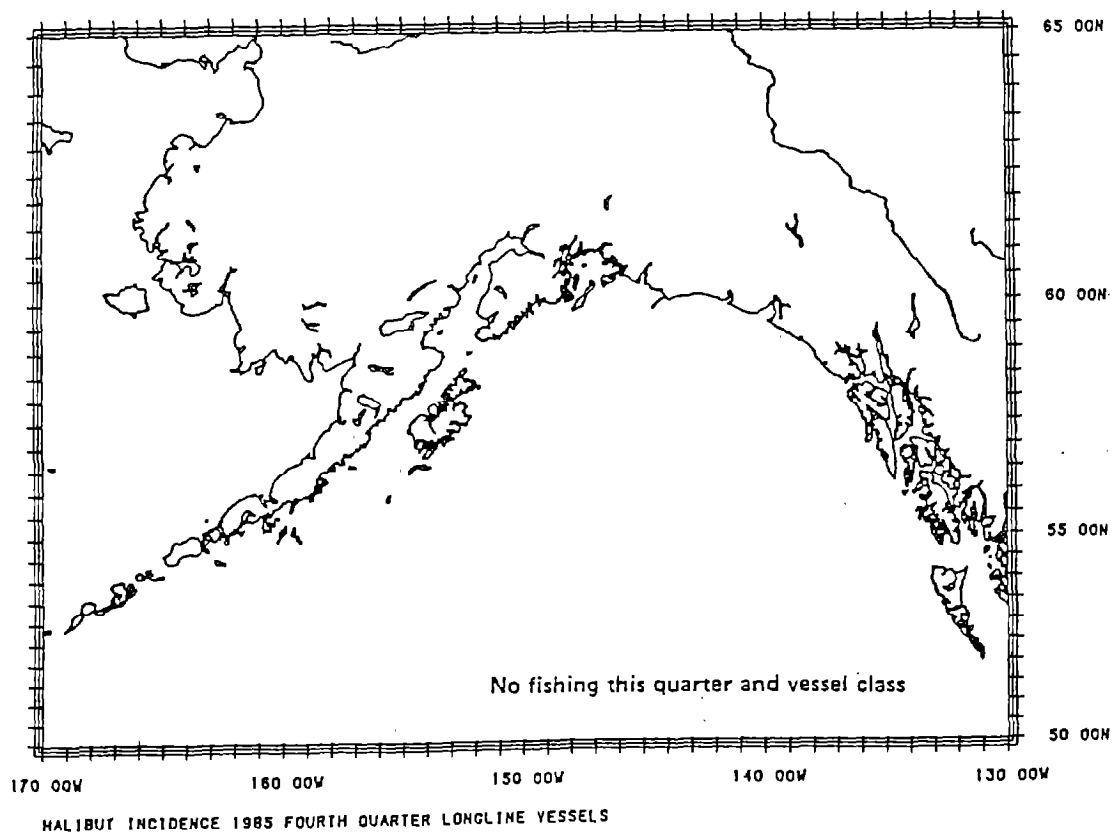 65 00N
60 00N
55 00N
No fishing this quarter and vessel class
50 00N
170 00W 160 00W 150 00W 140 00W 130 00W
HALIBUT INCIDENCE 1985 FOURTH QUARTER LONGLINE VESSELS